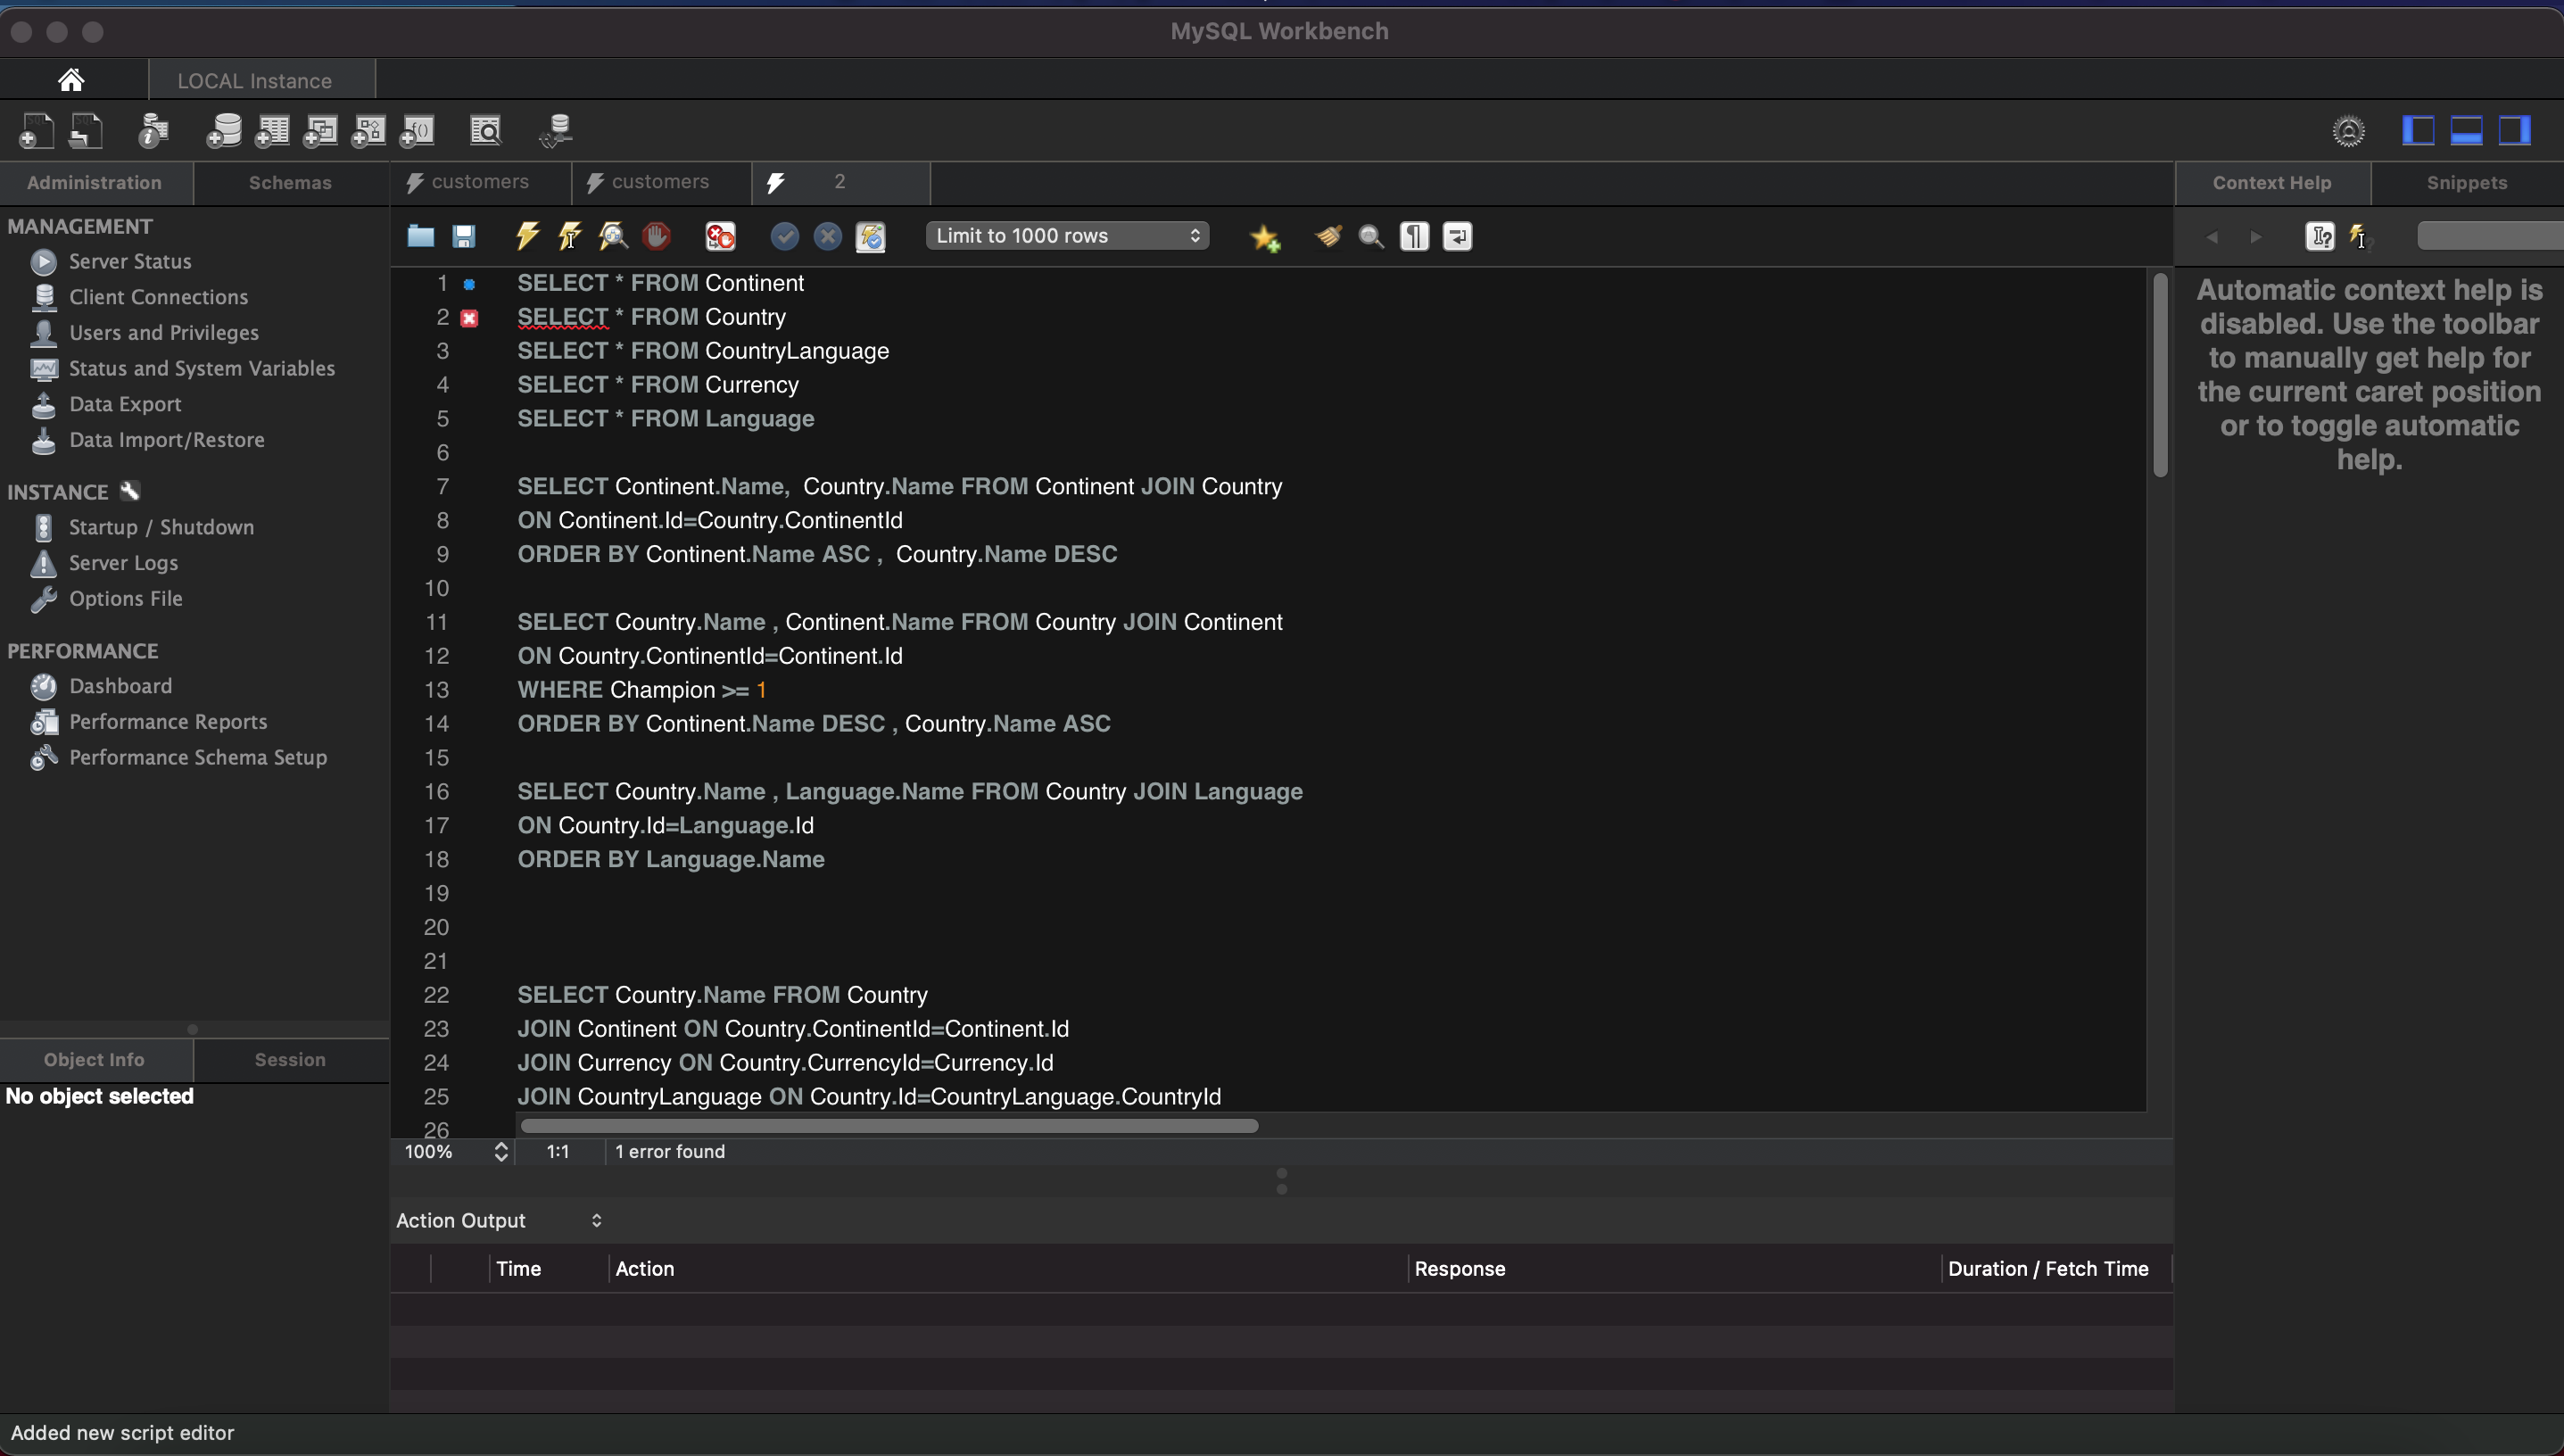 MySQL Workbench
LOCAL Instance
Administration
Schemas
customers
customers
2
Context Help
Snippets
MANAGEMENT
Server Status
Client Connections
Users and Privileges
Status and System Variables
Data Export
Data Import/Restore
INSTANCE
Startup / Shutdown
Server Logs
Options File
PERFORMANCE
Dashboard
Performance Reports
Performance Schema Setup
Object Info
Session
No object selected
Limit to 1000 rows
1 SELECT * FROM Continent
2 SELECT * FROM Country
3 SELECT * FROM CountryLanguage
4 SELECT * FROM Currency
5 SELECT * FROM Language
6
7 SELECT Continent.Name,  Country.Name FROM Continent JOIN Country
8 ON Continent.Id=Country.ContinentId
9 ORDER BY Continent.Name ASC ,  Country.Name DESC
10
11 SELECT Country.Name , Continent.Name FROM Country JOIN Continent
12 ON Country.ContinentId=Continent.Id
13 WHERE Champion >= 1
14 ORDER BY Continent.Name DESC , Country.Name ASC
15
16 SELECT Country.Name , Language.Name FROM Country JOIN Language
17 ON Country.Id=Language.Id
18 ORDER BY Language.Name
19
20
21
22 SELECT Country.Name FROM Country
23 JOIN Continent ON Country.ContinentId=Continent.Id
24 JOIN Currency ON Country.CurrencyId=Currency.Id
25 JOIN CountryLanguage ON Country.Id=CountryLanguage.CountryId
26
100%
1:1
1 error found
Automatic context help is
disabled. Use the toolbar
to manually get help for
the current caret position
or to toggle automatic
help.
Action Output
Time
Action
Response
Duration / Fetch Time
Added new script editor